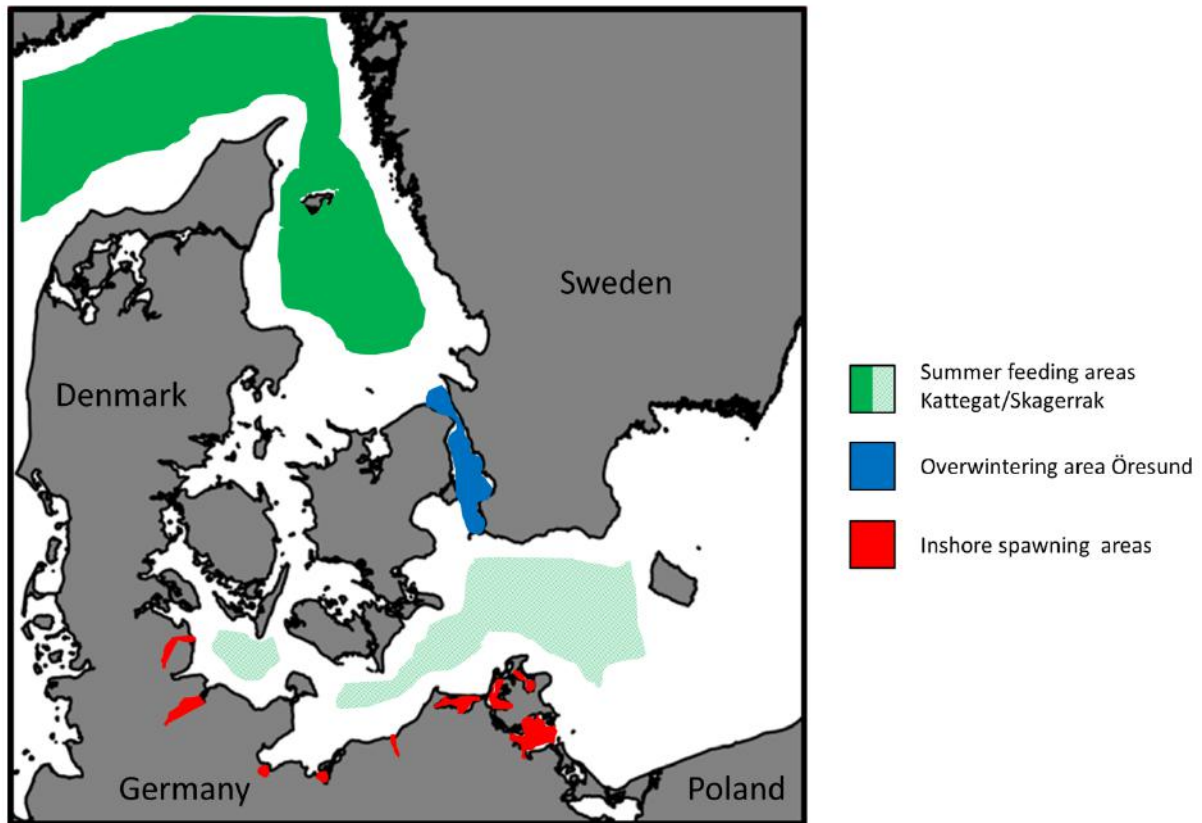 Sweden
Denmark
Germany
Poland
Summer feeding areas
Kattegat/Skagerrak
Overwintering area Öresund
Inshore spawning areas